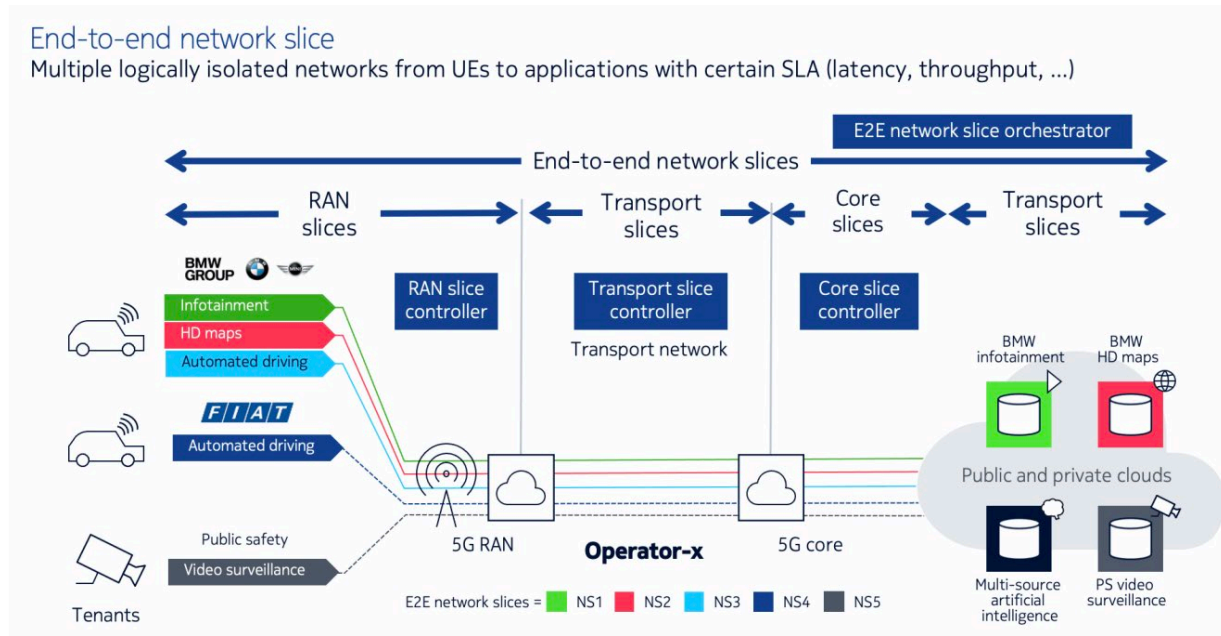 End-to-end network slice
Multiple logically isolated networks from UEs to applications with certain SLA (latency, throughput, ...)
E2E network slice orchestrator
End-to-end network slices
RAN
slices
Transport
slices
Core
slices
Transport
slices
BMW
GROUP
MINI
RAN slice
controller
Transport slice
controller
Core slice
controller
Transport network
Infotainment
HD maps
Automated driving
FIAT
Automated driving
Public safety
Video surveillance
Tenants
5G RAN
Operator-x
5G core
BMW
infotainment
BMW
HD maps
Public and private clouds
Multi-source
artificial
intelligence
PS video
surveillance
E2E network slices =
NS1
NS2
NS3
NS4
NS5